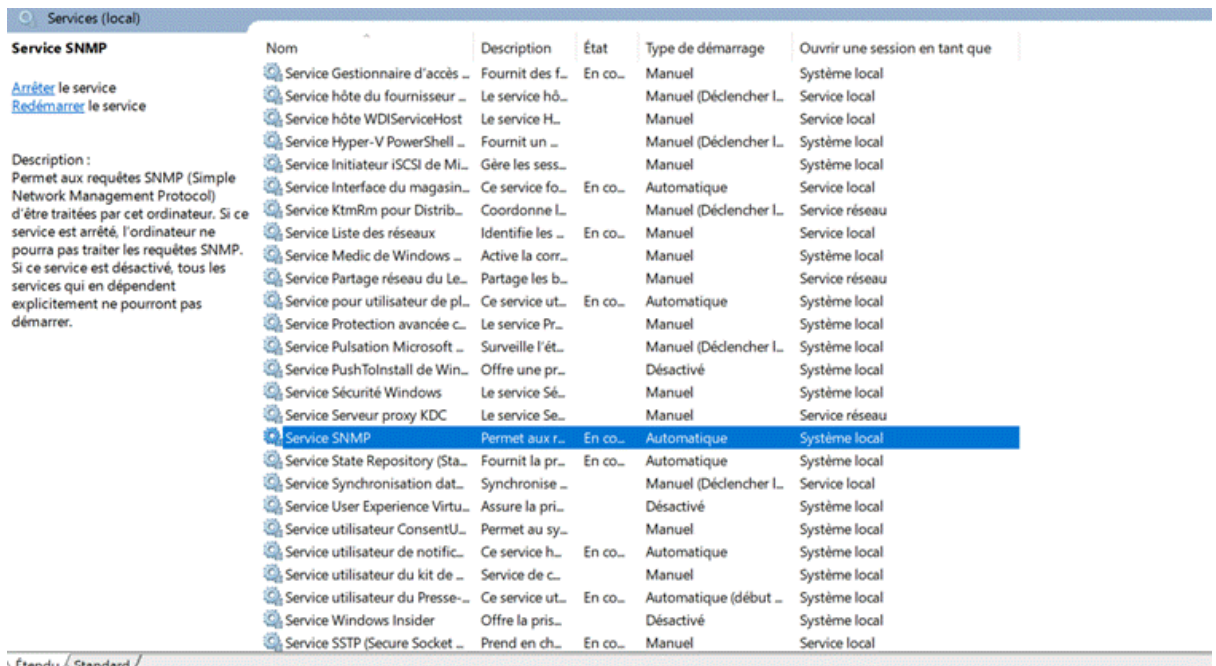 Services (local)
Service SNMP
Arrêter le service
Redémarrer le service
Description :
Permet aux requêtes SNMP (Simple
Network Management Protocol)
d'être traitées par cet ordinateur. Si ce
service est arrêté, l'ordinateur ne
pourra pas traiter les requêtes SNMP.
Si ce service est désactivé, tous les
services qui en dépendent
explicitement ne pourront pas
démarrer.
Nom Description État Type de démarrage Ouvrir une session en tant que
Service Gestionnaire d'accès ... Fournit des f... En co... Manuel Système local
Service hôte du fournisseur ... Le service hô... Manuel (Déclencher l... Service local
Service hôte WDIServiceHost Le service H... Manuel Service local
Service Hyper-V PowerShell ... Fournit un ... Manuel (Déclencher l... Système local
Service Initiateur iSCSI de Mi... Gère les sess... Manuel Système local
Service Interface du magasin... Ce service fo... En co... Automatique Service local
Service KtmRm pour Distrib... Coordonne l... Manuel (Déclencher l... Service réseau
Service Liste des réseaux Identifie les ... En co... Manuel Service local
Service Medic de Windows ... Active la corr... Manuel Système local
Service Partage réseau du Le... Partage les b... Manuel Service réseau
Service pour utilisateur de pl... Ce service ut... En co... Automatique Système local
Service Protection avancée c... Le service Pr... Manuel Système local
Service Pulsation Microsoft ... Surveille l'ét... Manuel (Déclencher l... Système local
Service PushToInstall de Win... Offre une pr... Désactivé Système local
Service Sécurité Windows Le service Sé... Manuel Système local
Service Serveur proxy KDC Le service Se... Manuel Service réseau
Service SNMP Permet aux r... En co... Automatique Système local
Service State Repository (Sta... Fournit la pr... En co... Automatique Système local
Service Synchronisation dat... Synchronise ... Manuel (Déclencher l... Service local
Service User Experience Virtu... Assure la pri... Désactivé Système local
Service utilisateur ConsentU... Permet au sy... Manuel Système local
Service utilisateur de notific... Ce service h... En co... Automatique Système local
Service utilisateur du kit de ... Service de c... Manuel Système local
Service utilisateur du Presse-... Ce service ut... En co... Automatique (début ... Système local
Service Windows Insider Offre la pris... Désactivé Système local
Service SSTP (Secure Socket ... Prend en ch... En co... Manuel Service local
Étendu Standard